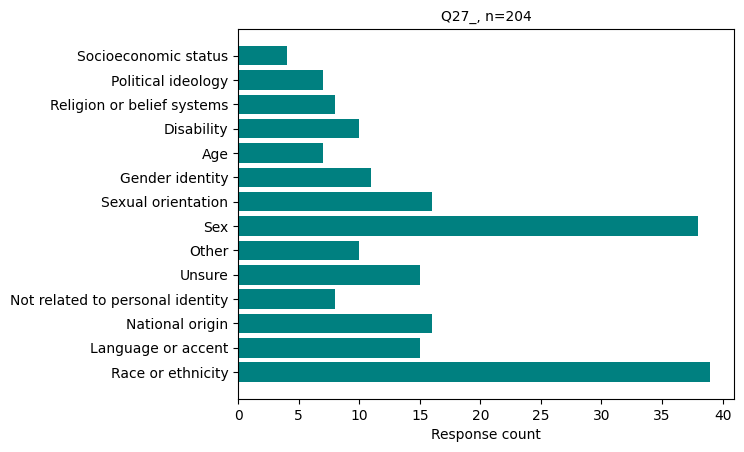 Q27_, n=204
Socioeconomic status
Political ideology
Religion or belief systems
Disability
Age
Gender identity
Sexual orientation
Sex
Other
Unsure
Not related to personal identity
National origin
Language or accent
Race or ethnicity
0 5 10 15 20 25 30 35 40
Response count